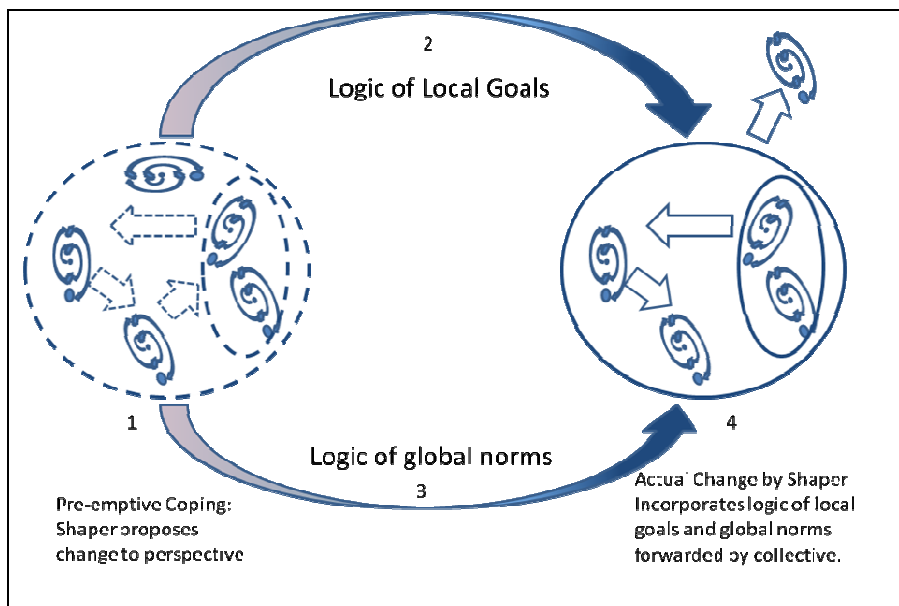 2
Logic of Local Goals
1
4
Logic of global norms
3
Pre-emptive Coping:
Shaper proposes
change to perspective
Actual Change by Shaper
Incorporates logic of local
goals and global norms
forwarded by collective.